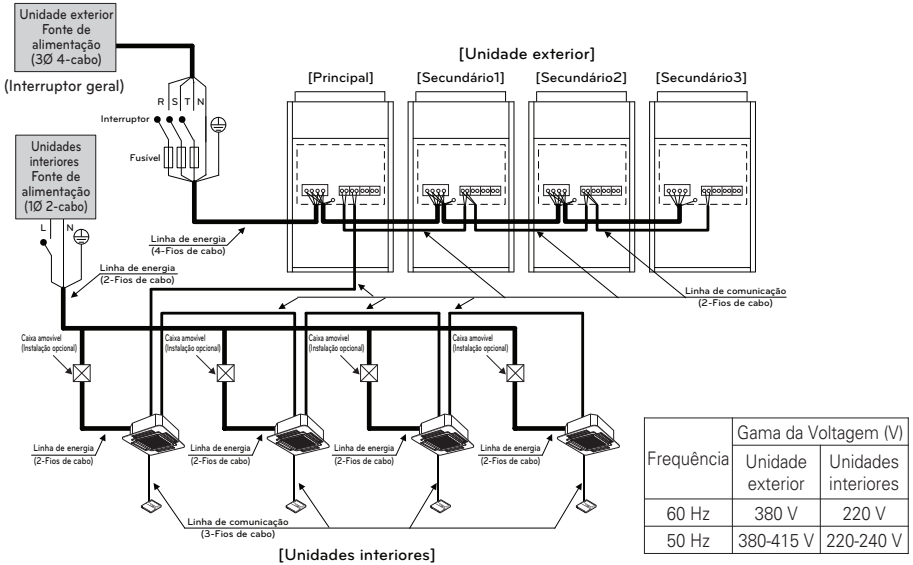 Unidade exterior
Fonte de
alimentação
(3Ø 4-cabo)
(Interruptor geral)
R S T N
Interruptor
Fusível
[Unidade exterior]
[Principal] [Secundário1] [Secundário2] [Secundário3]
Unidades
interiores
Fonte de
alimentação
(1Ø 2-cabo)
L N
Linha de energia
(4-Fios de cabo)
Linha de energia
(2-Fios de cabo)
Linha de comunicação
(2-Fios de cabo)
Caixa amovivel
(Instalação opcional)
Caixa amovivel
(Instalação opcional)
Caixa amovivel
(Instalação opcional)
Caixa amovivel
(Instalação opcional)
Linha de energia
(2-Fios de cabo)
Linha de energia
(2-Fios de cabo)
Linha de energia
(2-Fios de cabo)
Linha de energia
(2-Fios de cabo)
Linha de comunicação
(3-Fios de cabo)
[Unidades interiores]
Frequência
Gama da Voltagem (V)
Unidade
exterior
Unidades
interiores
60 Hz 380 V 220 V
50 Hz 380-415 V 220-240 V